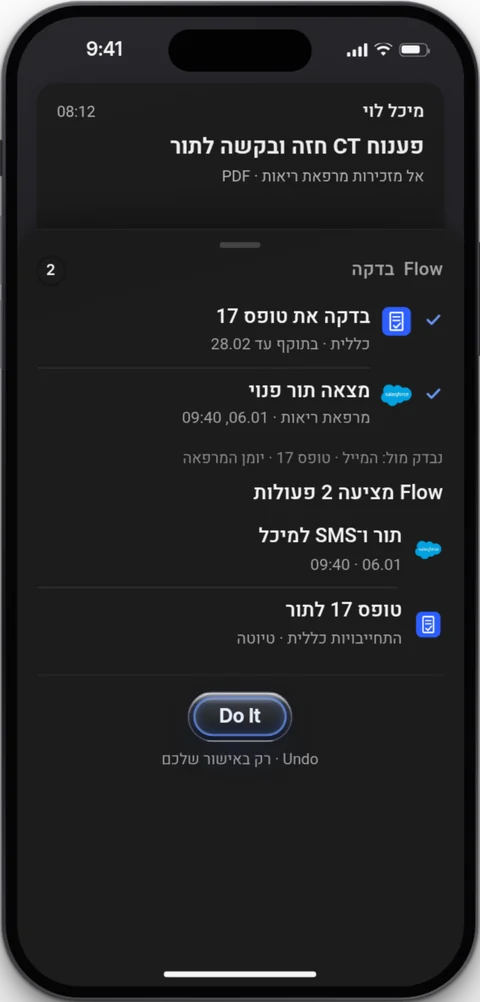 9:41
מיכל לוי 08:12
פענוח CT חזה ובקשה לתור
אל מזכירות מרפאת ריאות · PDF
Flow בדקה 2
בדקה את טופס 17
כללית · בתוקף עד 28.02
salesforce
מצאה תור פנוי
מרפאת ריאות · 06.01, 09:40
נבדק מול: המייל · טופס 17 · יומן המרפאה
Flow מציעה 2 פעולות
salesforce
תור ו־SMS למיכל
06.01 · 09:40
טופס 17 לתור
התחייבויות כללית · טיוטה
Do It
Undo · רק באישור שלכם